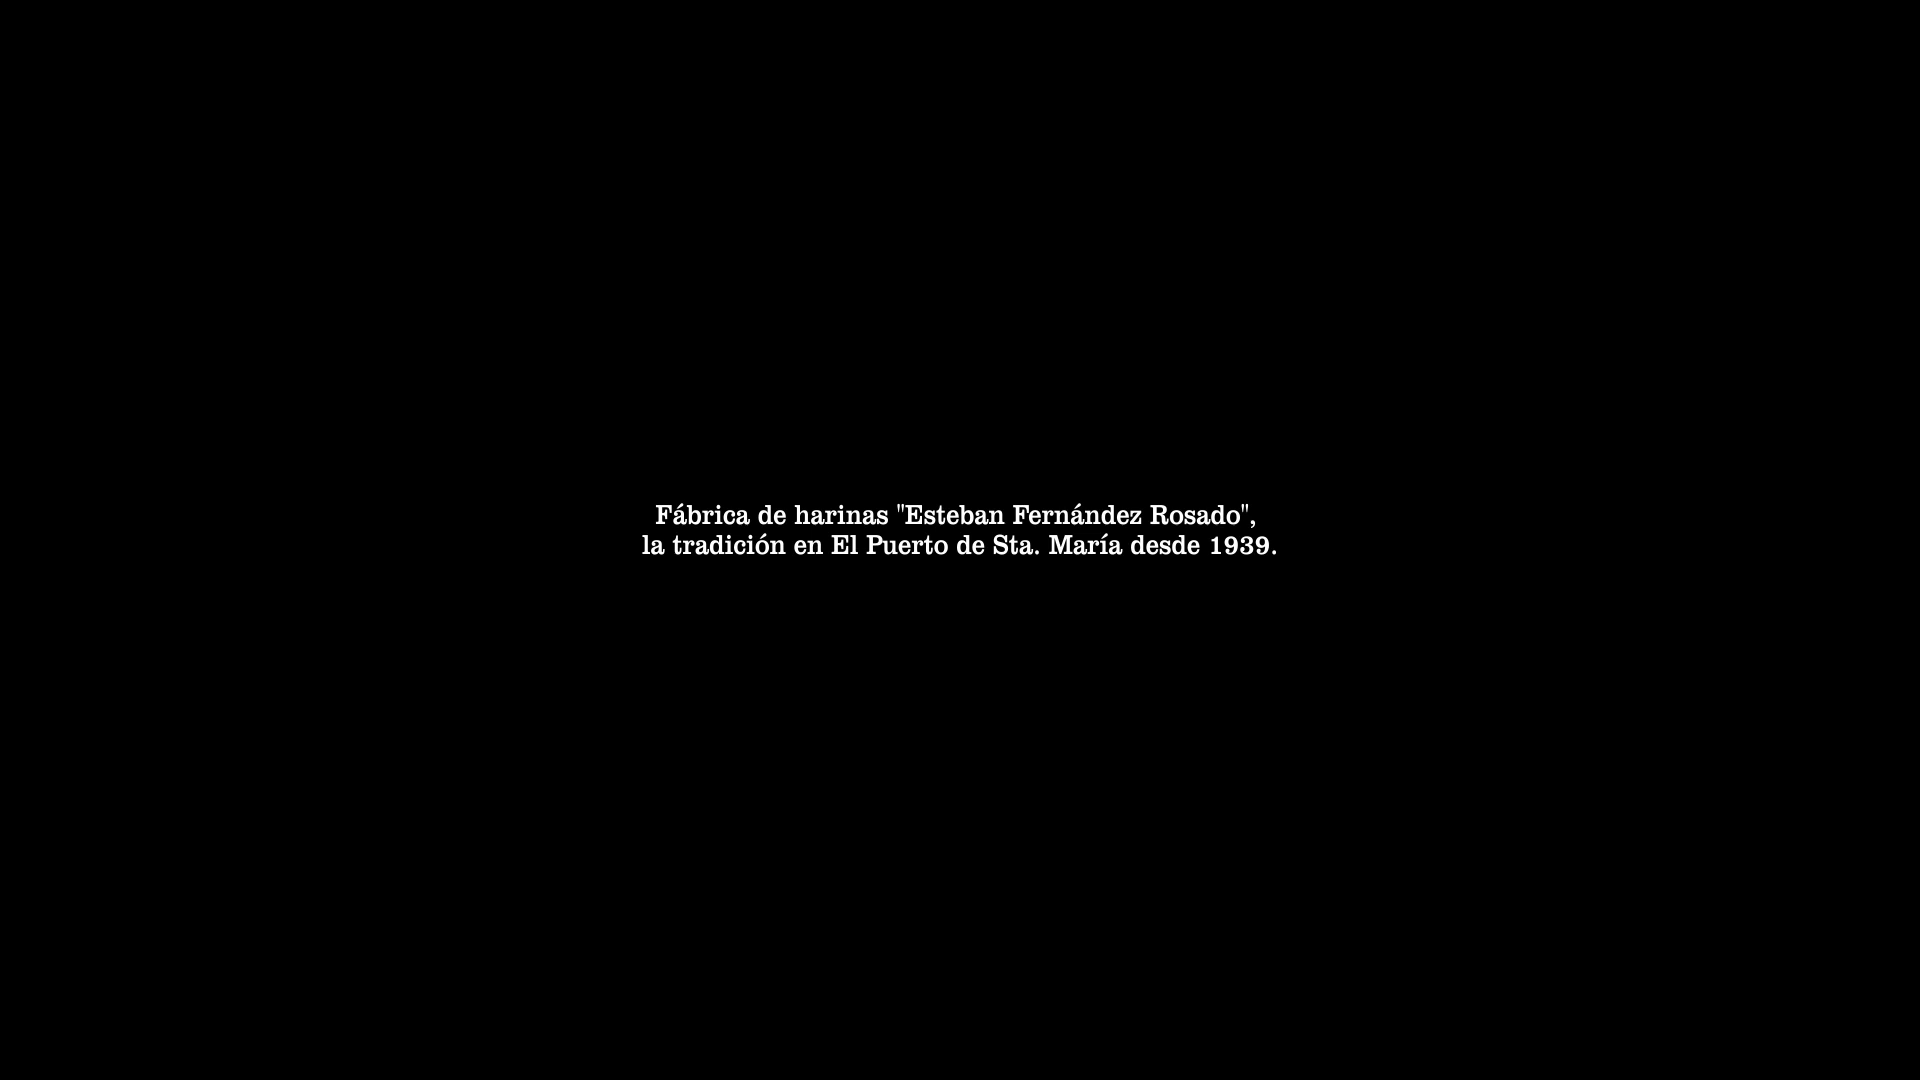 Fábrica de harinas "Esteban Fernández Rosado",
la tradición en El Puerto de Sta. María desde 1939.